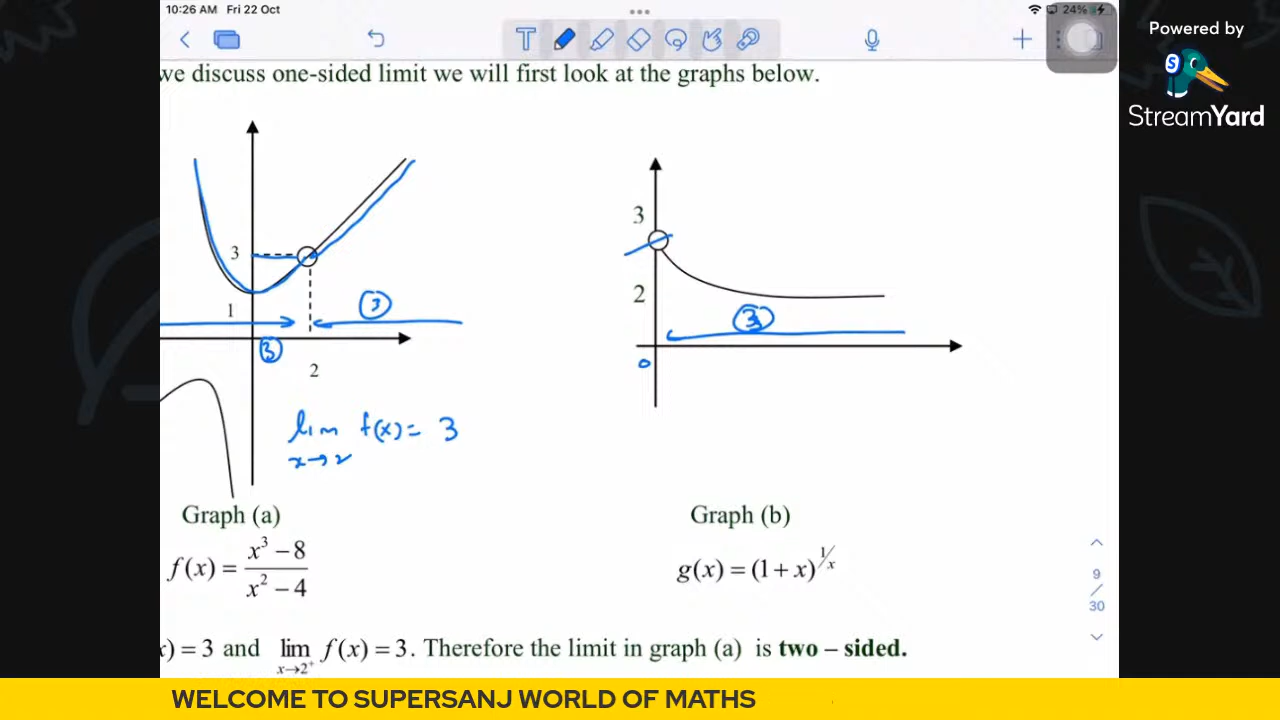 10:26 AM Fri 22 Oct
24%
Powered by
StreamYard
we discuss one-sided limit we will first look at the graphs below.
3
1
3
3
2
3
2
3
0
lim f(x) = 3
x→2
Graph (a)
Graph (b)
f(x) = x³ − 8 / x² − 4
g(x) = (1 + x)^1/x
9
/
30
x) = 3 and lim x→2⁺ f(x) = 3. Therefore the limit in graph (a) is two – sided.
WELCOME TO SUPERSANJ WORLD OF MATHS